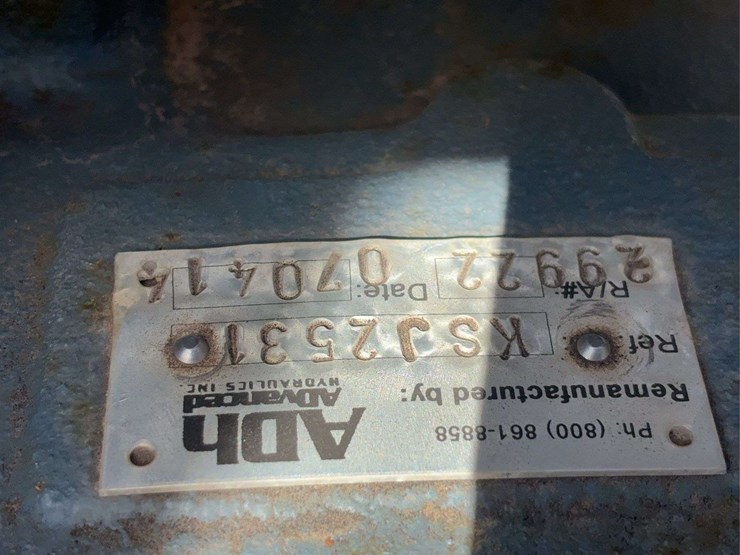 Ph: (800) 861-8858
ADh
ADvanced
HYDRAULICS INC.
Remanufactured by:
Ref: KSJ2531
R/A#: 29922 Date: 070414